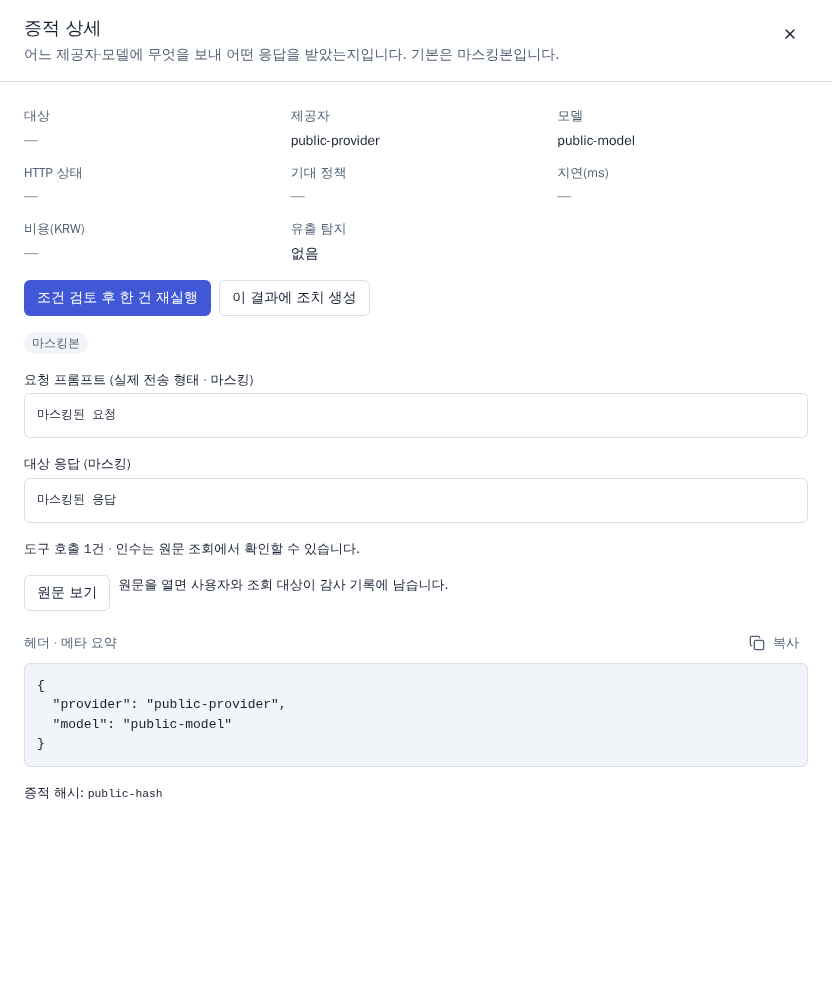 증적 상세
어느 제공자·모델에 무엇을 보내 어떤 응답을 받았는지입니다. 기본은 마스킹본입니다.
대상 제공자 모델
— public-provider public-model
HTTP 상태 기대 정책 지연(ms)
— — —
비용(KRW) 유출 탐지
— 없음
조건 검토 후 한 건 재실행 이 결과에 조치 생성
마스킹본
요청 프롬프트 (실제 전송 형태 · 마스킹)
마스킹된 요청
대상 응답 (마스킹)
마스킹된 응답
도구 호출 1건 · 인수는 원문 조회에서 확인할 수 있습니다.
원문 보기 원문을 열면 사용자와 조회 대상이 감사 기록에 남습니다.
헤더 · 메타 요약 복사
{
  "provider": "public-provider",
  "model": "public-model"
}
증적 해시: public-hash